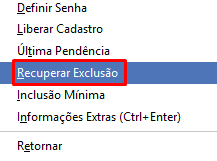 Definir Senha
Liberar Cadastro
Última Pendência
Recuperar Exclusão
Inclusão Mínima
Informações Extras (Ctrl+Enter)
Retornar